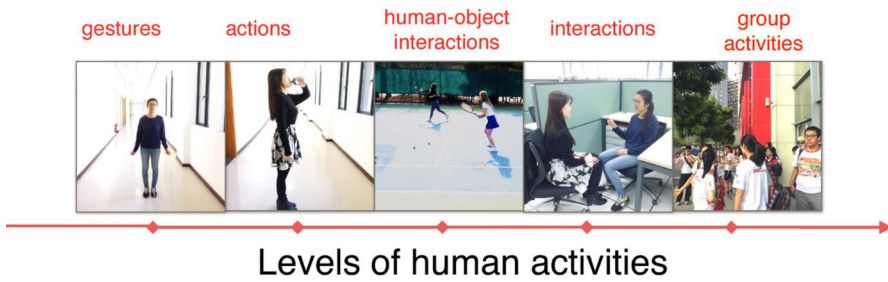 gestures
actions
human-object
interactions
interactions
group
activities
Levels of human activities